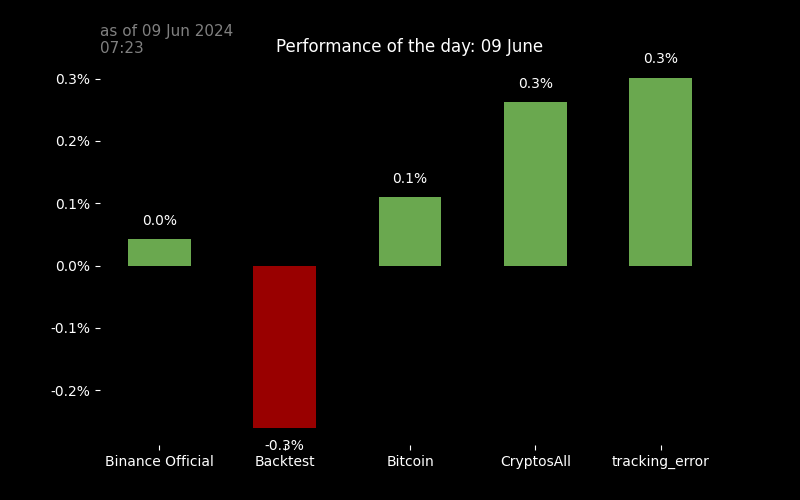 as of 09 Jun 2024
07:23
Performance of the day: 09 June
0.3%
0.2%
0.1%
0.0%
-0.1%
-0.2%
0.0%
-0.3%
0.1%
0.3%
0.3%
Binance Official
Backtest
Bitcoin
CryptosAll
tracking_error